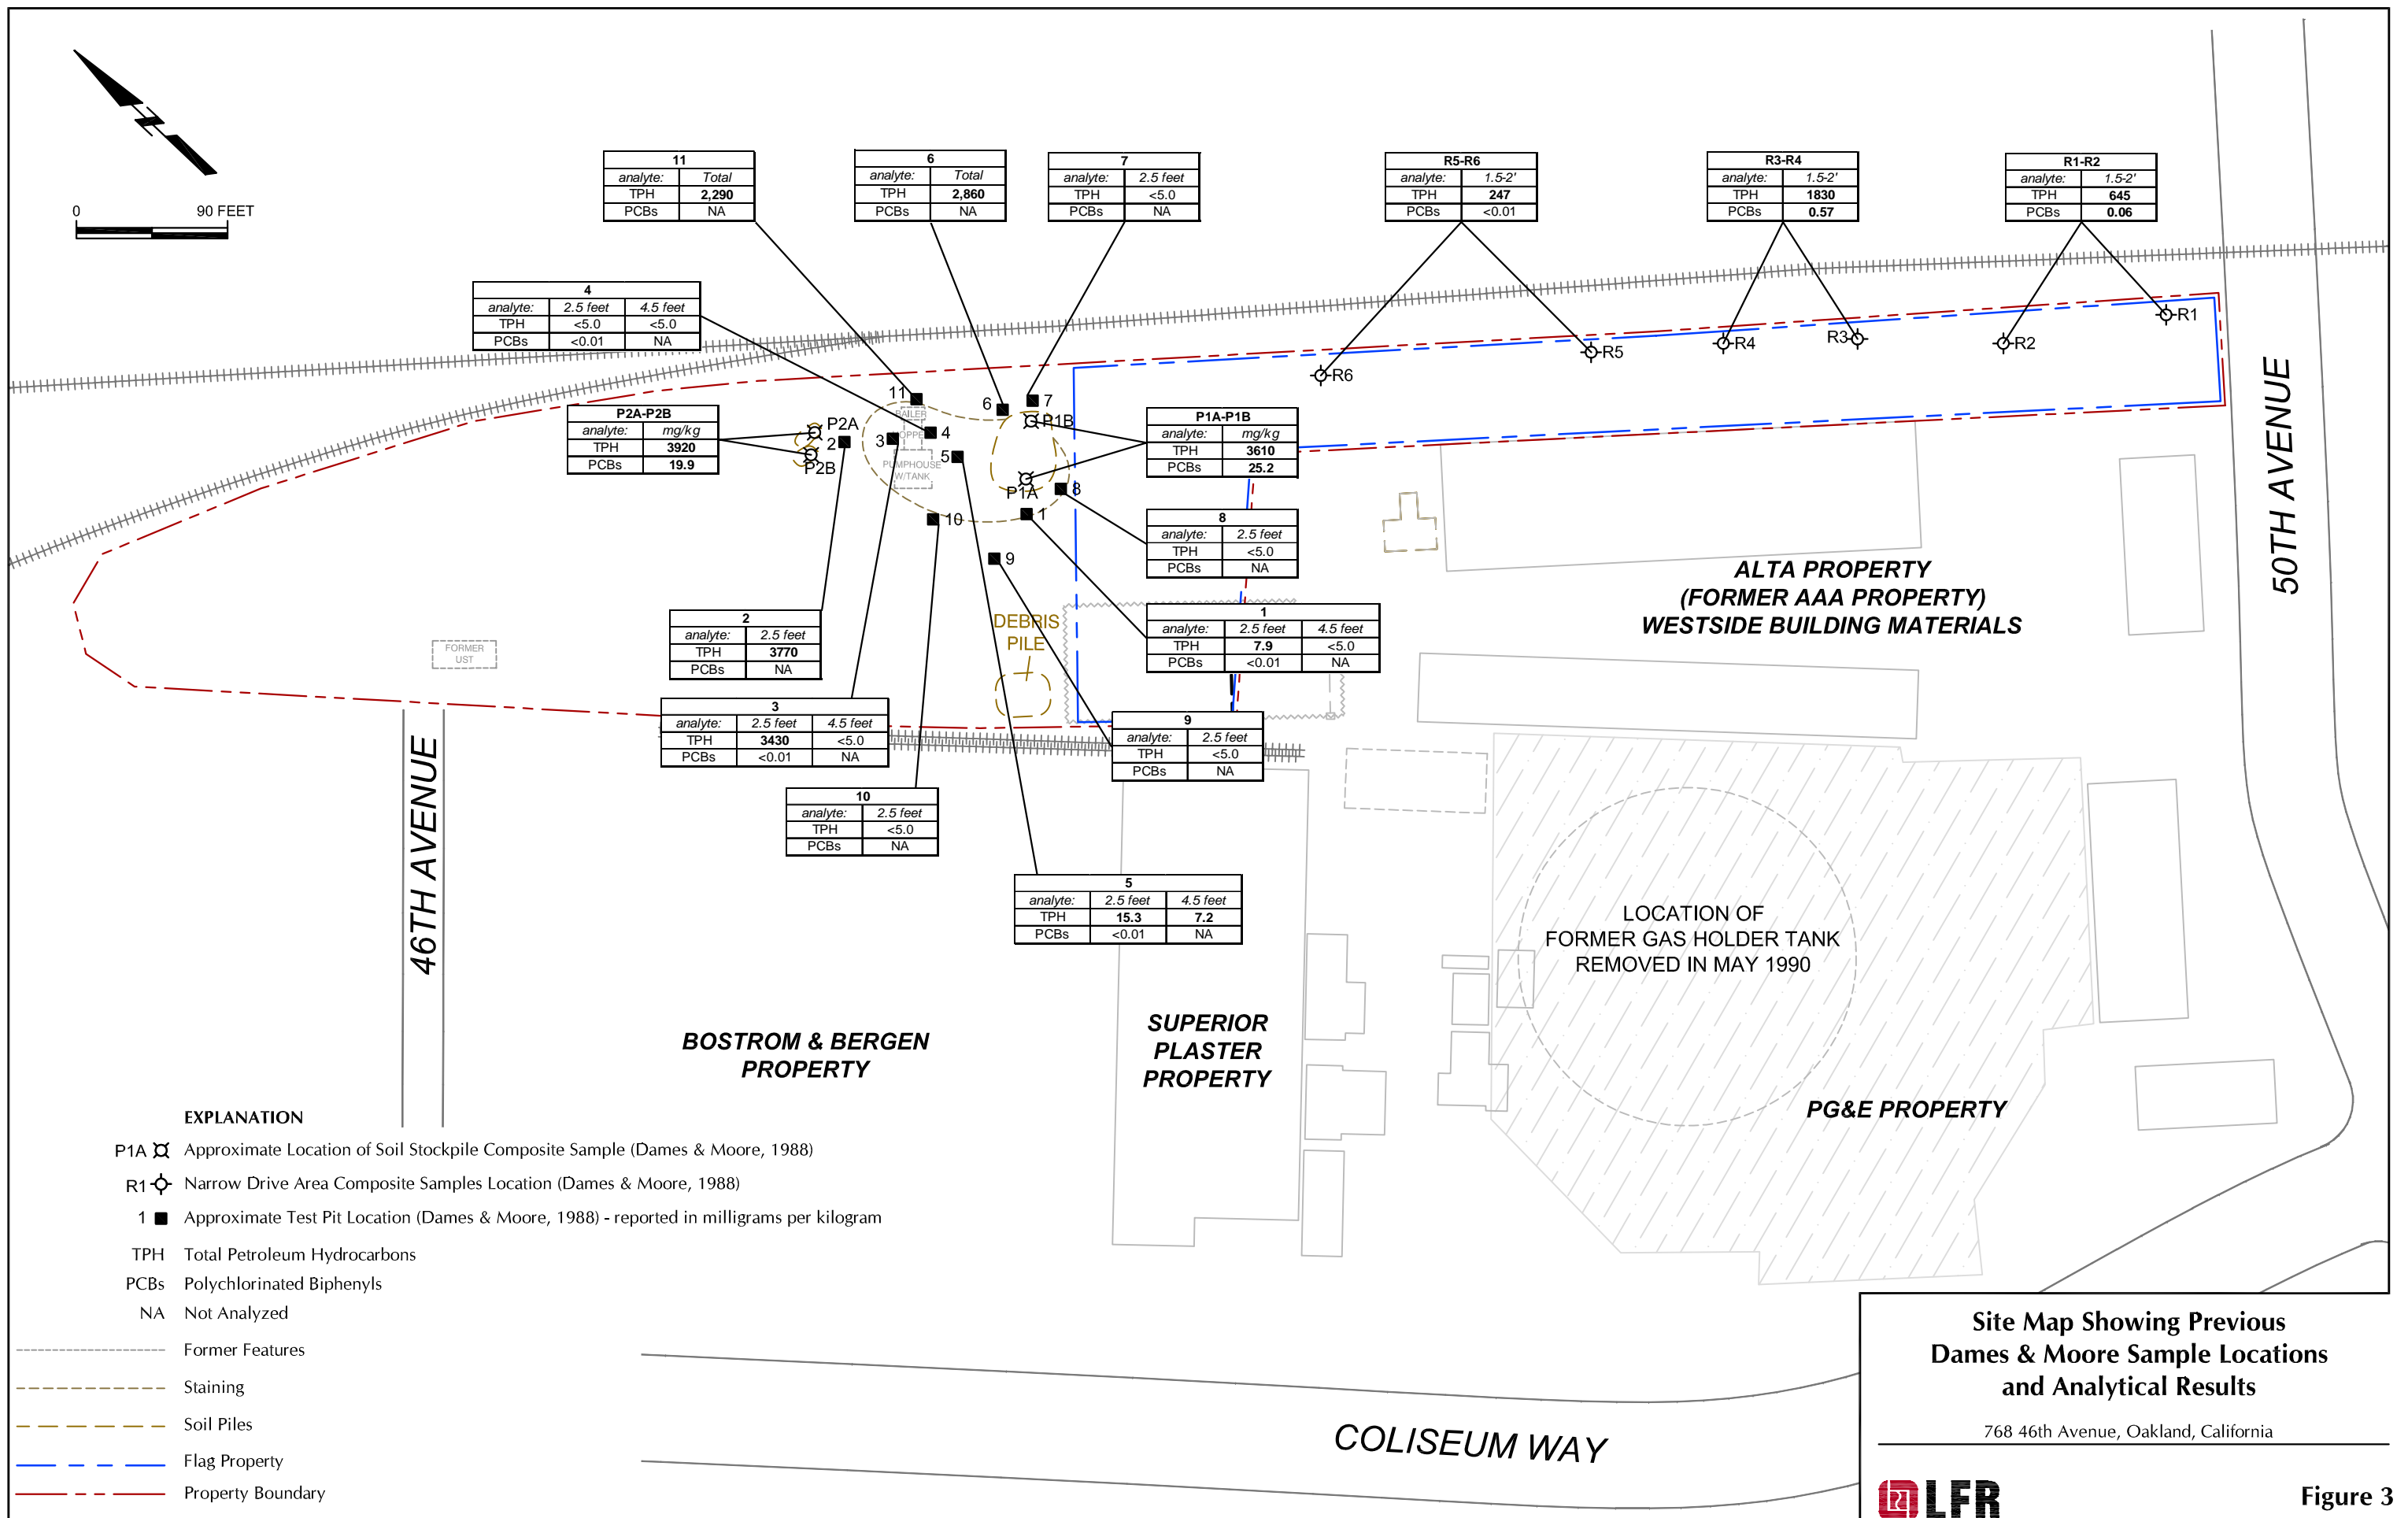 0 90 FEET
11
analyte: Total
TPH 2,290
PCBs NA
6
analyte: Total
TPH 2,860
PCBs NA
7
analyte: 2.5 feet
TPH <5.0
PCBs NA
R5-R6
analyte: 1.5-2'
TPH 247
PCBs <0.01
R3-R4
analyte: 1.5-2'
TPH 1830
PCBs 0.57
R1-R2
analyte: 1.5-2'
TPH 645
PCBs 0.06
4
analyte: 2.5 feet 4.5 feet
TPH <5.0 <5.0
PCBs <0.01 NA
R1
R2
R3
R4
R5
R6
P2A-P2B
analyte: mg/kg
TPH 3920
PCBs 19.9
P2A
2
P2B
11
BAILER
3
4
5
PUMPHOUSE
W/TANK
6
7
P1B
P1A
8
1
10
9
P1A-P1B
analyte: mg/kg
TPH 3610
PCBs 25.2
8
analyte: 2.5 feet
TPH <5.0
PCBs NA
1
analyte: 2.5 feet 4.5 feet
TPH 7.9 <5.0
PCBs <0.01 NA
DEBRIS
PILE
FORMER
UST
2
analyte: 2.5 feet
TPH 3770
PCBs NA
3
analyte: 2.5 feet 4.5 feet
TPH 3430 <5.0
PCBs <0.01 NA
9
analyte: 2.5 feet
TPH <5.0
PCBs NA
10
analyte: 2.5 feet
TPH <5.0
PCBs NA
5
analyte: 2.5 feet 4.5 feet
TPH 15.3 7.2
PCBs <0.01 NA
ALTA PROPERTY
(FORMER AAA PROPERTY)
WESTSIDE BUILDING MATERIALS
50TH AVENUE
46TH AVENUE
LOCATION OF
FORMER GAS HOLDER TANK
REMOVED IN MAY 1990
BOSTROM & BERGEN
PROPERTY
SUPERIOR
PLASTER
PROPERTY
PG&E PROPERTY
COLISEUM WAY
EXPLANATION
P1A Approximate Location of Soil Stockpile Composite Sample (Dames & Moore, 1988)
R1 Narrow Drive Area Composite Samples Location (Dames & Moore, 1988)
1 Approximate Test Pit Location (Dames & Moore, 1988) - reported in milligrams per kilogram
TPH Total Petroleum Hydrocarbons
PCBs Polychlorinated Biphenyls
NA Not Analyzed
Former Features
Staining
Soil Piles
Flag Property
Property Boundary
Site Map Showing Previous
Dames & Moore Sample Locations
and Analytical Results
768 46th Avenue, Oakland, California
LFR
Figure 3